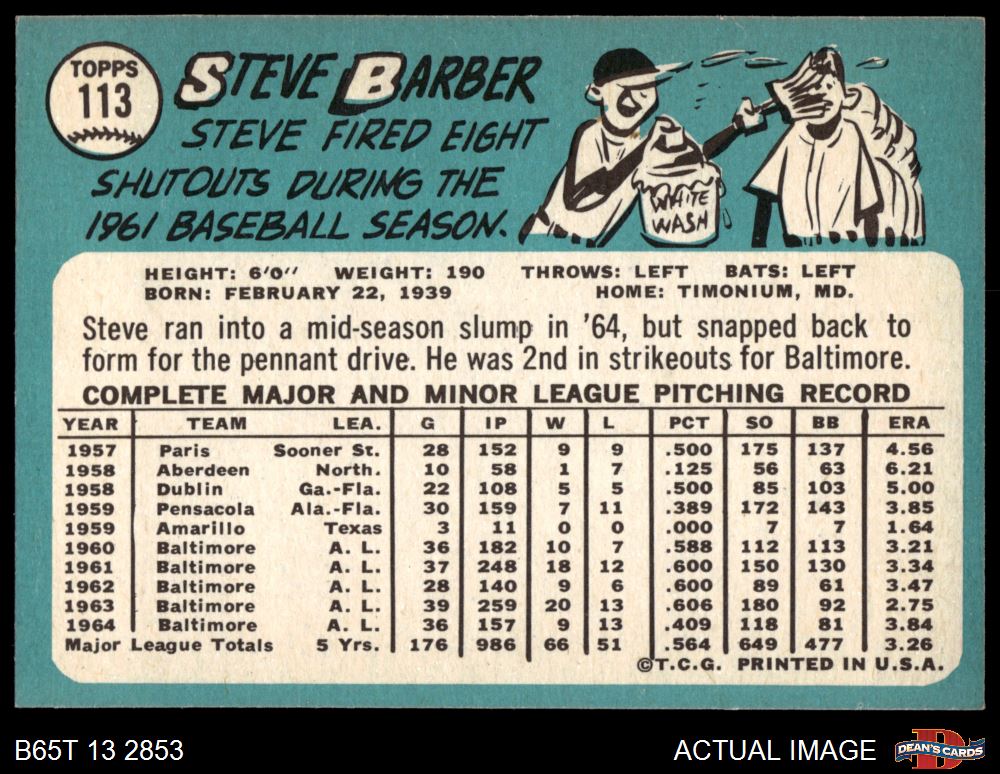 TOPPS
113
STEVE BARBER
STEVE FIRED EIGHT
SHUTOUTS DURING THE
1961 BASEBALL SEASON.
WHITE
WASH
HEIGHT: 6'0" WEIGHT: 190 THROWS: LEFT BATS: LEFT
BORN: FEBRUARY 22, 1939 HOME: TIMONIUM, MD.
Steve ran into a mid-season slump in '64, but snapped back to
form for the pennant drive. He was 2nd in strikeouts for Baltimore.
COMPLETE MAJOR AND MINOR LEAGUE PITCHING RECORD
YEAR TEAM LEA. G IP W L PCT SO BB ERA
1957 Paris Sooner St. 28 152 9 9 .500 175 137 4.56
1958 Aberdeen North. 10 58 1 7 .125 56 63 6.21
1958 Dublin Ga.-Fla. 22 108 5 5 .500 85 103 5.00
1959 Pensacola Ala.-Fla. 30 159 7 11 .389 172 143 3.85
1959 Amarillo Texas 3 11 0 0 .000 7 7 1.64
1960 Baltimore A. L. 36 182 10 7 .588 112 113 3.21
1961 Baltimore A. L. 37 248 18 12 .600 150 130 3.34
1962 Baltimore A. L. 28 140 9 6 .600 89 61 3.47
1963 Baltimore A. L. 39 259 20 13 .606 180 92 2.75
1964 Baltimore A. L. 36 157 9 13 .409 118 81 3.84
Major League Totals 5 Yrs. 176 986 66 51 .564 649 477 3.26
©T.C.G. PRINTED IN U.S.A.
B65T 13 2853
ACTUAL IMAGE
D
DEAN'S CARDS